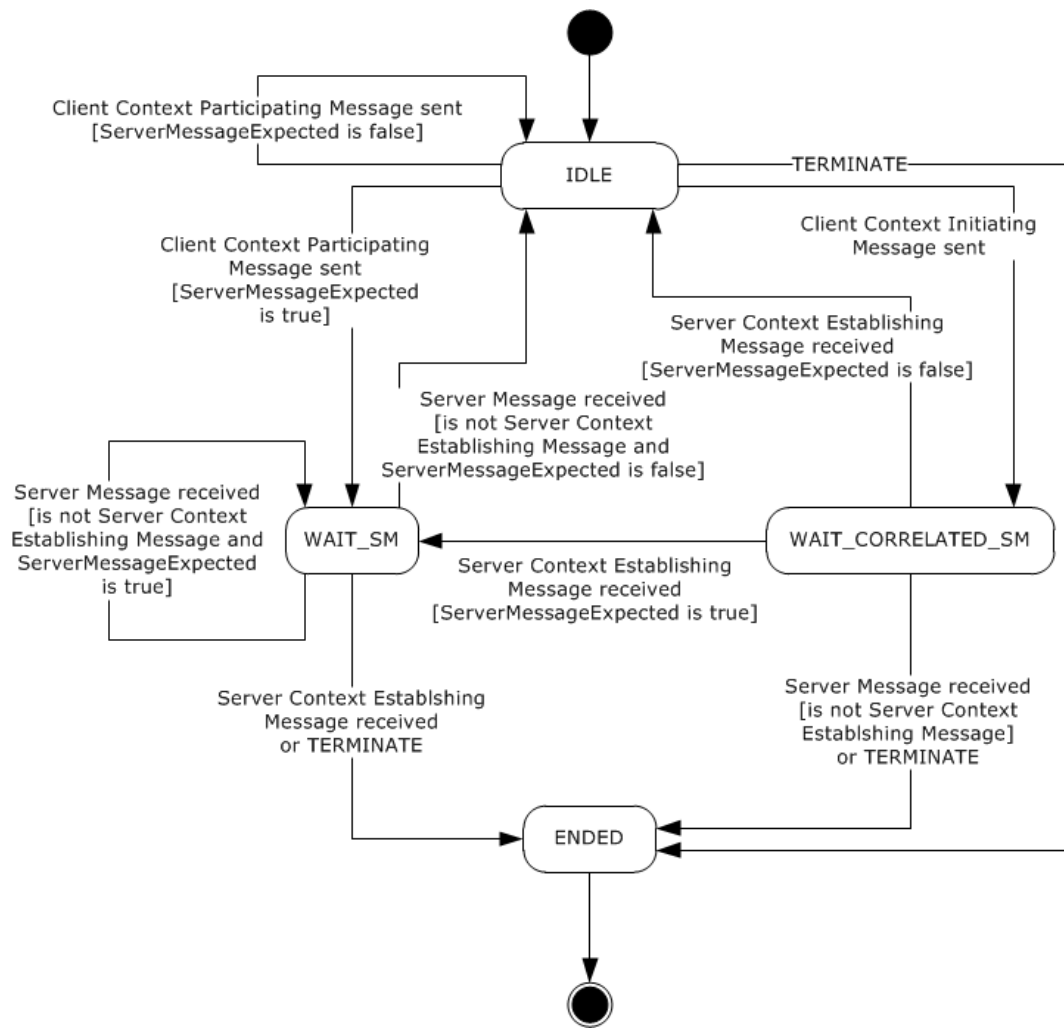 Client Context Participating Message sent
[ServerMessageExpected is false]
IDLE
TERMINATE
Client Context Participating
Message sent
[ServerMessageExpected
is true]
Client Context Initiating
Message sent
Server Context Establishing
Message received
[ServerMessageExpected is false]
Server Message received
[is not Server Context
Establishing Message and
ServerMessageExpected is false]
Server Message received
[is not Server Context
Establishing Message and
ServerMessageExpected
is true]
WAIT_SM
WAIT_CORRELATED_SM
Server Context Establishing
Message received
[ServerMessageExpected is true]
Server Context Establshing
Message received
or TERMINATE
Server Message received
[is not Server Context
Establshing Message]
or TERMINATE
ENDED